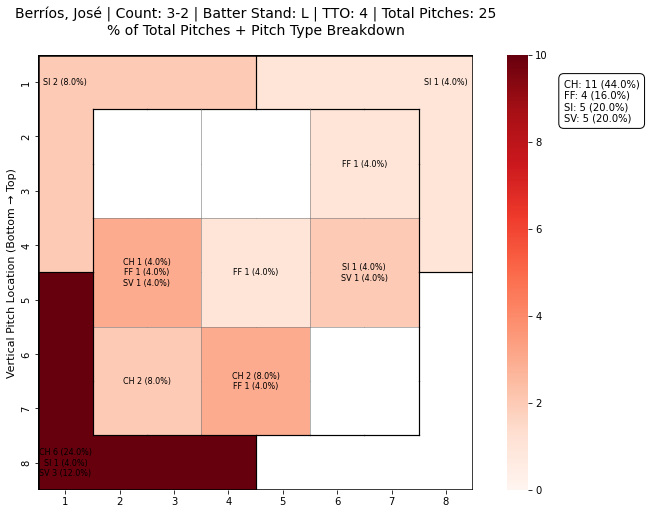 Berríos, José | Count: 3-2 | Batter Stand: L | TTO: 4 | Total Pitches: 25
% of Total Pitches + Pitch Type Breakdown
SI 2 (8.0%)
SI 1 (4.0%)
FF 1 (4.0%)
CH 1 (4.0%)
FF 1 (4.0%)
SV 1 (4.0%)
FF 1 (4.0%)
SI 1 (4.0%)
SV 1 (4.0%)
CH 2 (8.0%)
CH 2 (8.0%)
FF 1 (4.0%)
CH 6 (24.0%)
SI 1 (4.0%)
SV 3 (12.0%)
Vertical Pitch Location (Bottom → Top)
1
2
3
4
5
6
7
8
1
2
3
4
5
6
7
8
10
8
6
4
2
0
CH: 11 (44.0%)
FF: 4 (16.0%)
SI: 5 (20.0%)
SV: 5 (20.0%)